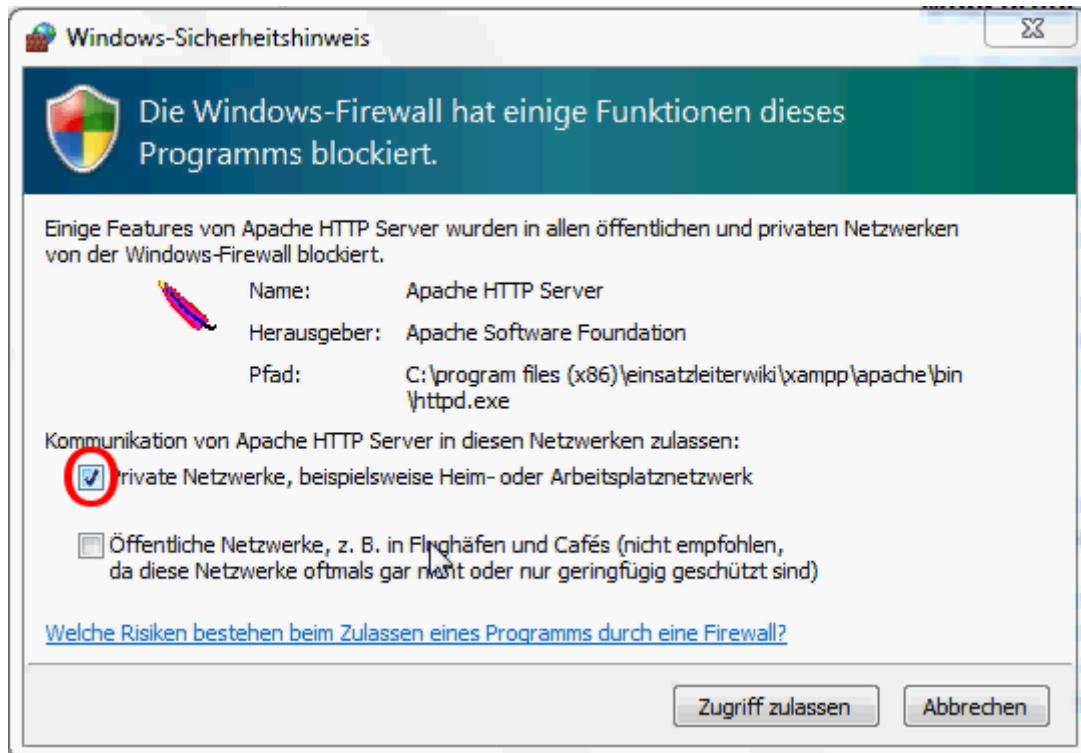 Windows-Sicherheitshinweis
Die Windows-Firewall hat einige Funktionen dieses
Programms blockiert.
Einige Features von Apache HTTP Server wurden in allen öffentlichen und privaten Netzwerken
von der Windows-Firewall blockiert.
Name: Apache HTTP Server
Herausgeber: Apache Software Foundation
Pfad: C:\program files (x86)\einsatzleiterwiki\xampp\apache\bin
\httpd.exe
Kommunikation von Apache HTTP Server in diesen Netzwerken zulassen:
Private Netzwerke, beispielsweise Heim- oder Arbeitsplatznetzwerk
Öffentliche Netzwerke, z. B. in Flughäfen und Cafés (nicht empfohlen,
da diese Netzwerke oftmals gar nicht oder nur geringfügig geschützt sind)
Welche Risiken bestehen beim Zulassen eines Programms durch eine Firewall?
Zugriff zulassen Abbrechen